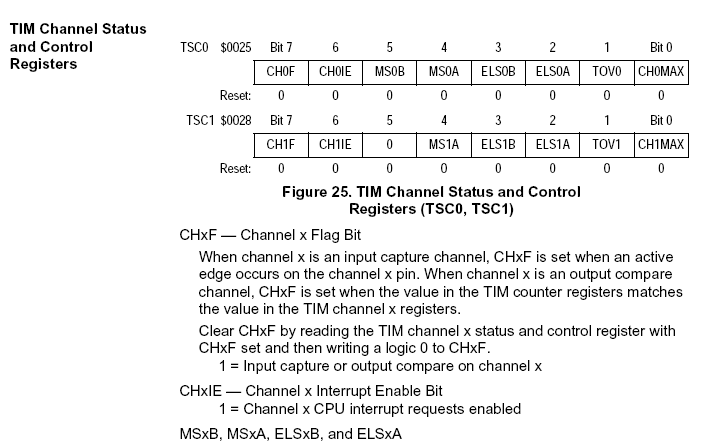 TIM Channel Status
and Control
Registers
TSC0 $0025 Bit 7 6 5 4 3 2 1 Bit 0
CH0F CH0IE MS0B MS0A ELS0B ELS0A TOV0 CH0MAX
Reset: 0 0 0 0 0 0 0 0
TSC1 $0028 Bit 7 6 5 4 3 2 1 Bit 0
CH1F CH1IE 0 MS1A ELS1B ELS1A TOV1 CH1MAX
Reset: 0 0 0 0 0 0 0 0
Figure 25. TIM Channel Status and Control
Registers (TSC0, TSC1)
CHxF — Channel x Flag Bit
When channel x is an input capture channel, CHxF is set when an active
edge occurs on the channel x pin. When channel x is an output compare
channel, CHxF is set when the value in the TIM counter registers matches
the value in the TIM channel x registers.
Clear CHxF by reading the TIM channel x status and control register with
CHxF set and then writing a logic 0 to CHxF.
1 = Input capture or output compare on channel x
CHxIE — Channel x Interrupt Enable Bit
1 = Channel x CPU interrupt requests enabled
MSxB, MSxA, ELSxB, and ELSxA